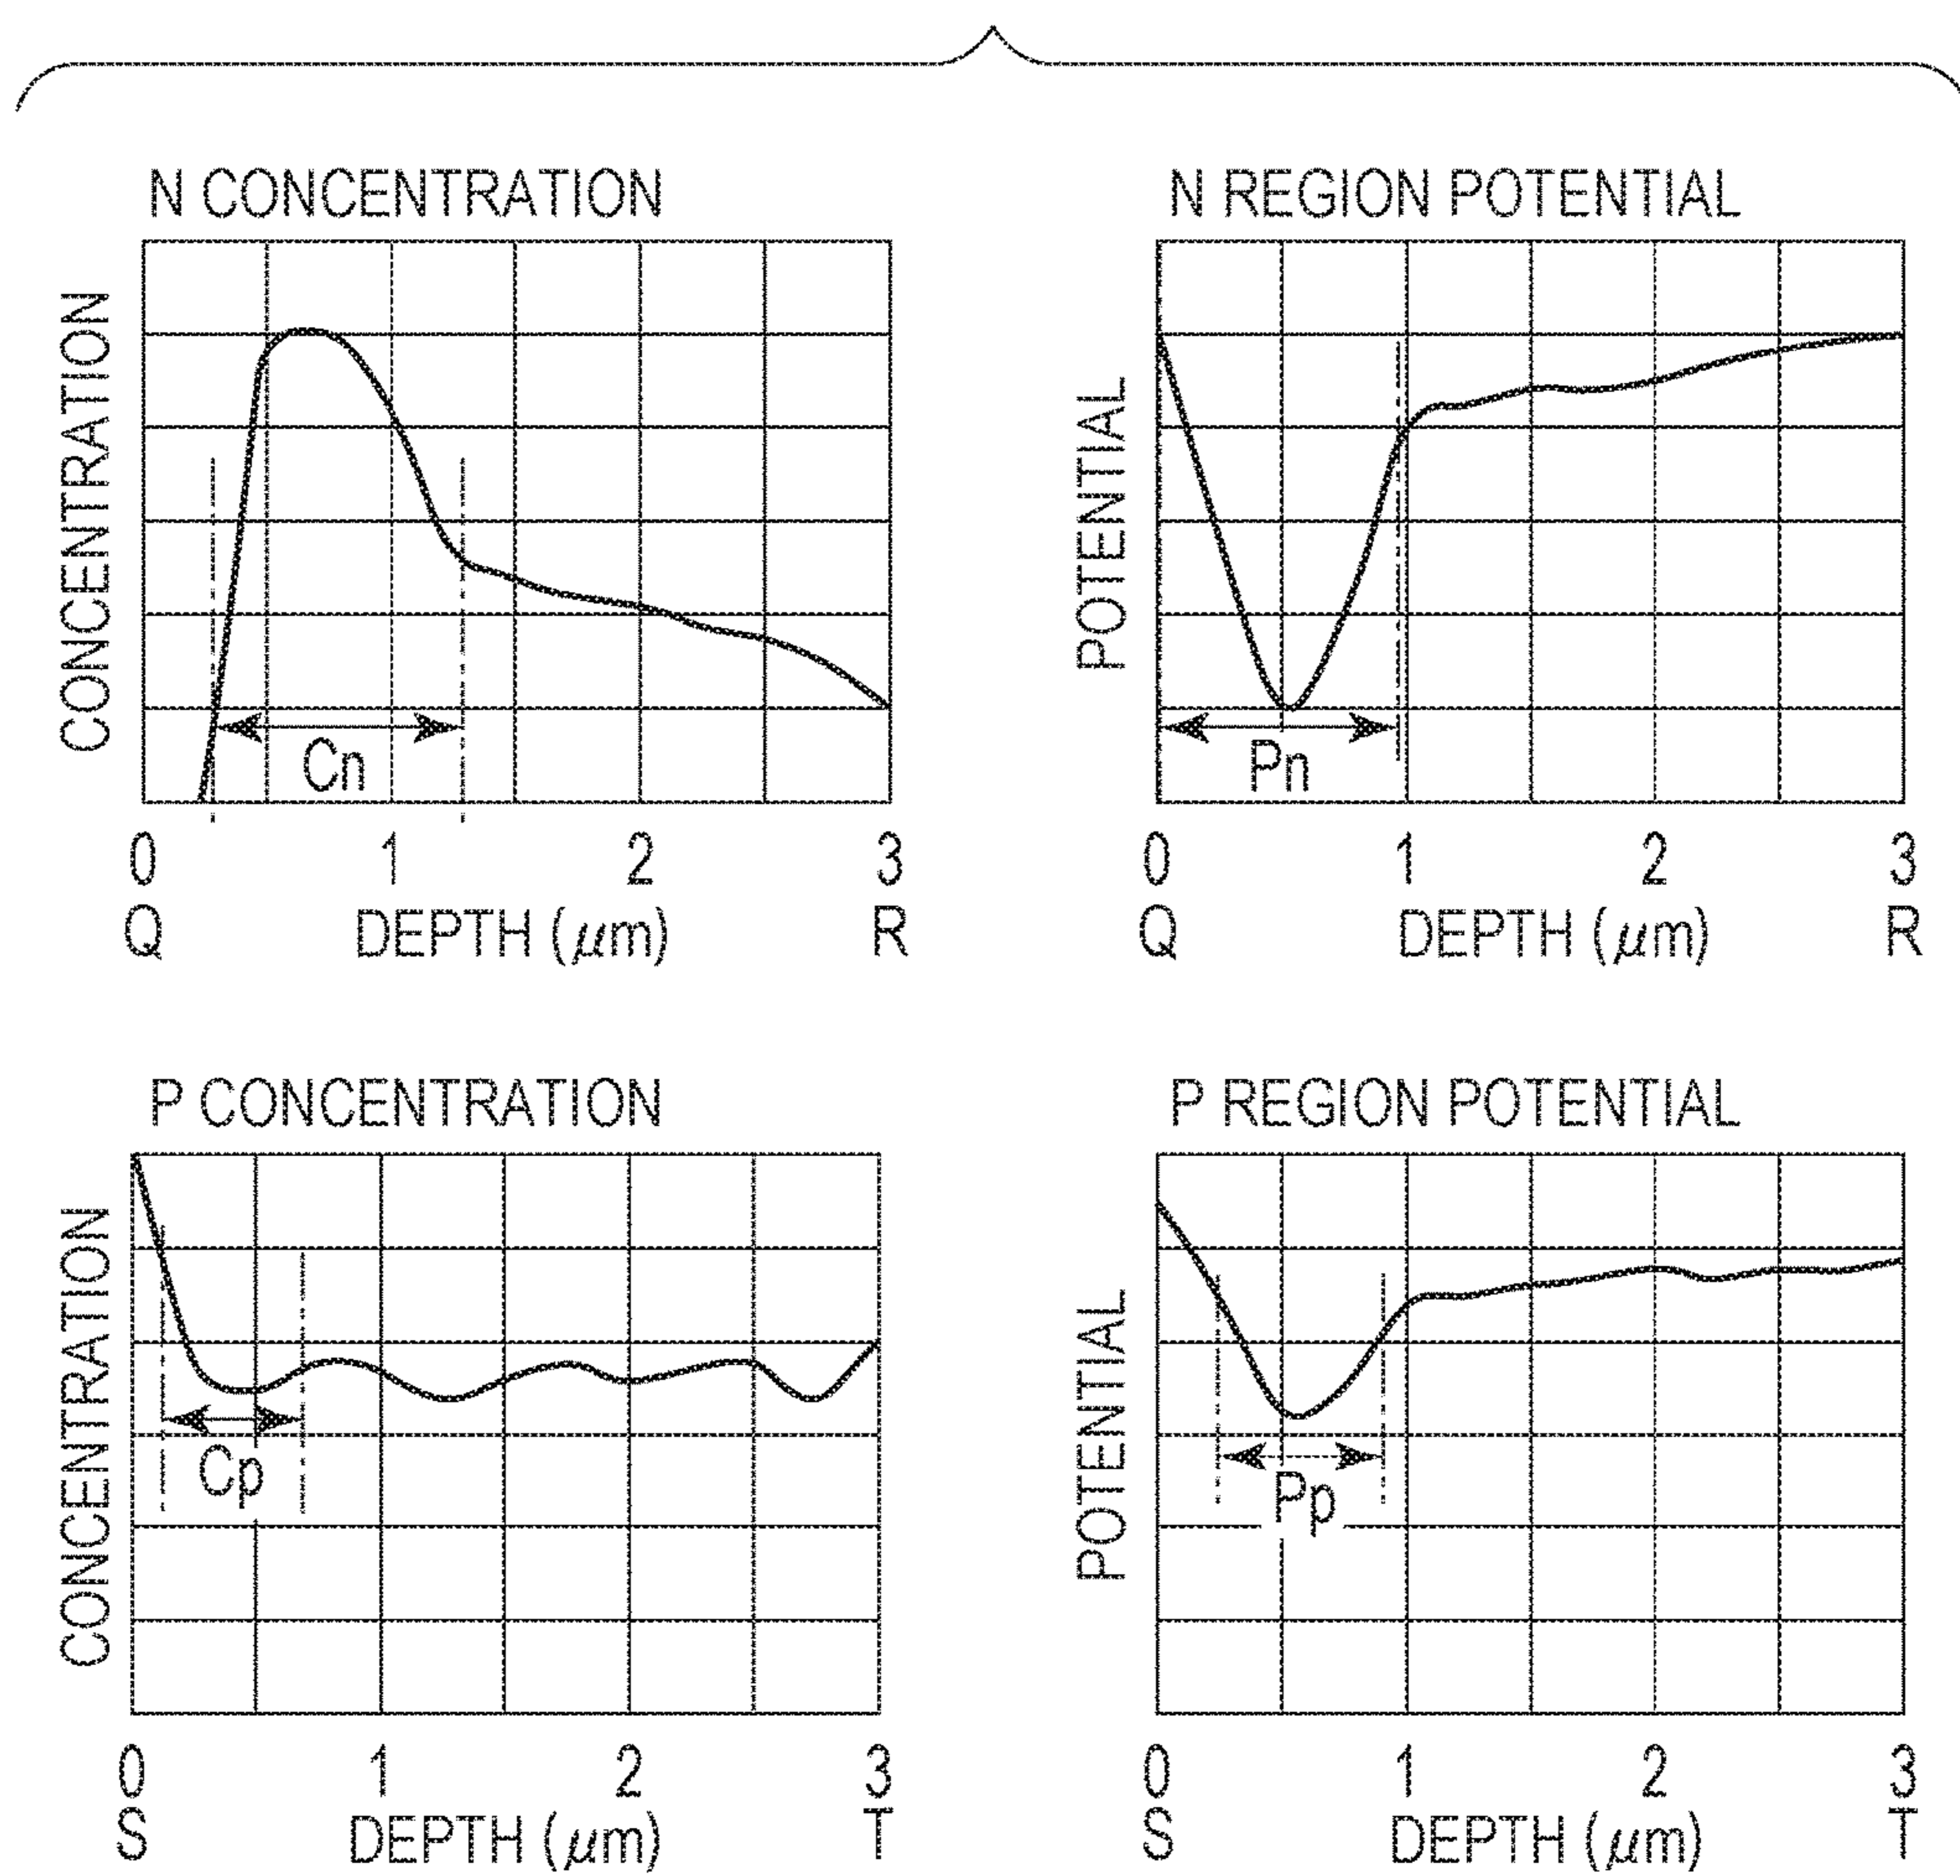 N CONCENTRATION
CONCENTRATION
Cn
0 1 2 3
Q DEPTH (μm) R
N REGION POTENTIAL
POTENTIAL
Pn
0 1 2 3
Q DEPTH (μm) R
P CONCENTRATION
CONCENTRATION
Cp
0 1 2 3
S DEPTH (μm) T
P REGION POTENTIAL
POTENTIAL
Pp
0 1 2 3
S DEPTH (μm) T